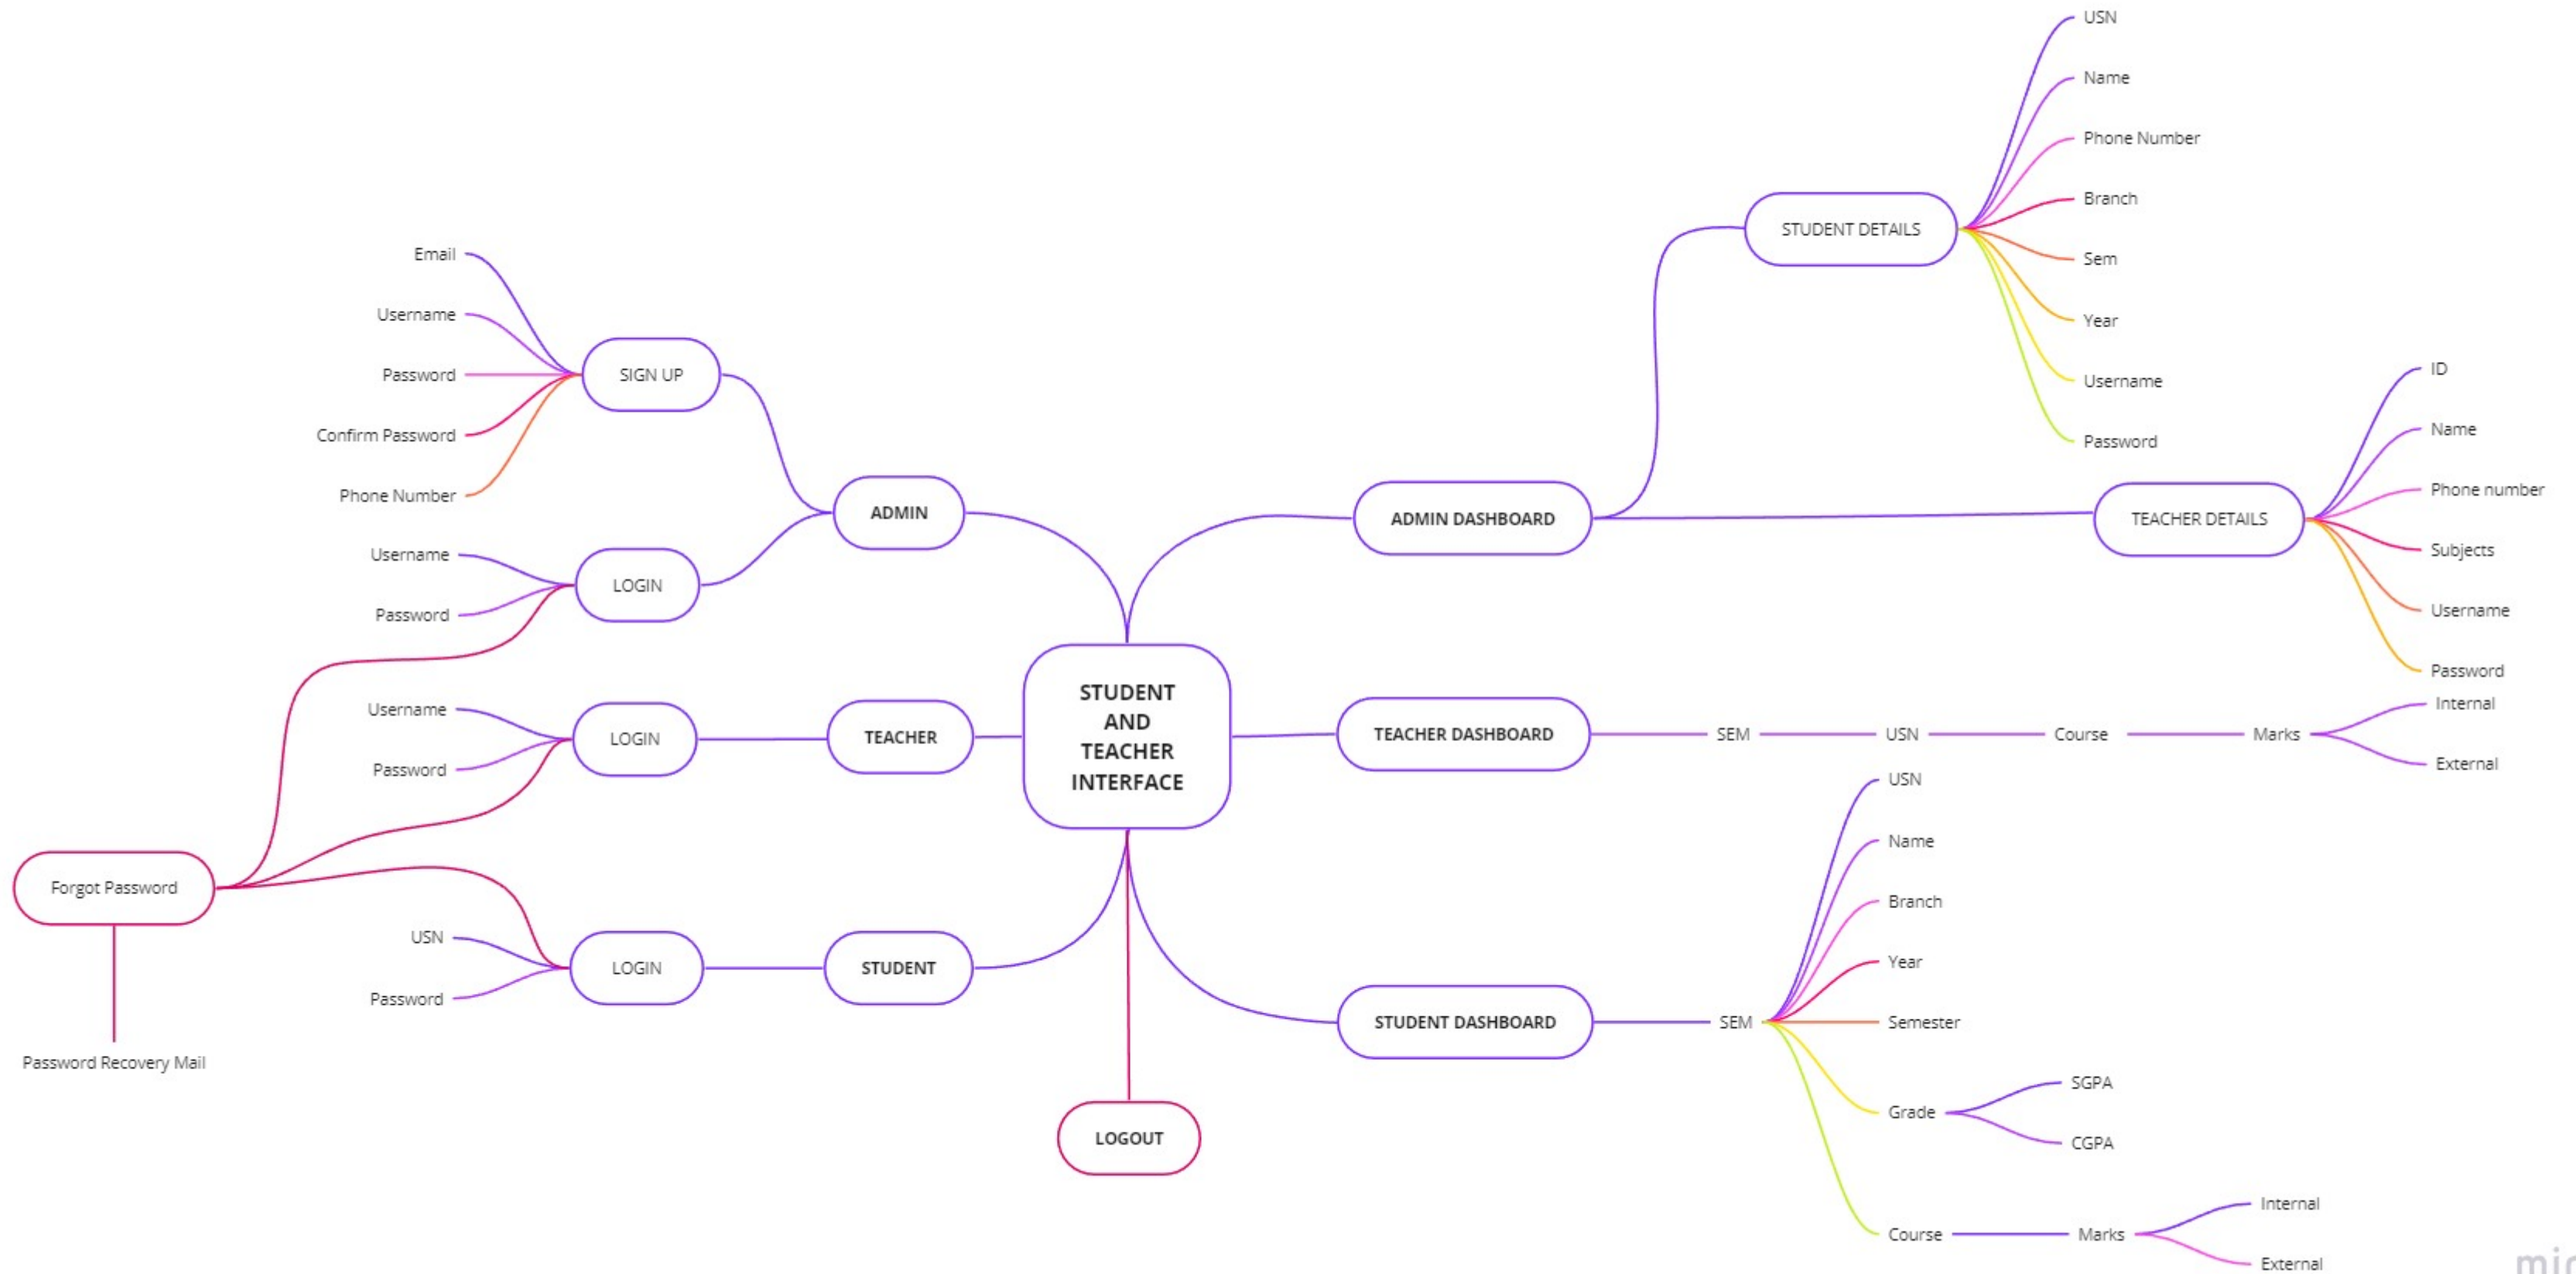 Email
Username
Password
Confirm Password
Phone Number
SIGN UP
Username
Password
LOGIN
ADMIN
Username
Password
LOGIN
TEACHER
Forgot Password
Password Recovery Mail
USN
Password
LOGIN
STUDENT
STUDENT
AND
TEACHER
INTERFACE
LOGOUT
ADMIN DASHBOARD
STUDENT DETAILS
USN
Name
Phone Number
Branch
Sem
Year
Username
Password
TEACHER DETAILS
ID
Name
Phone number
Subjects
Username
Password
TEACHER DASHBOARD
SEM
USN
Course
Marks
Internal
External
STUDENT DASHBOARD
SEM
USN
Name
Branch
Year
Semester
Grade
SGPA
CGPA
Course
Marks
Internal
External